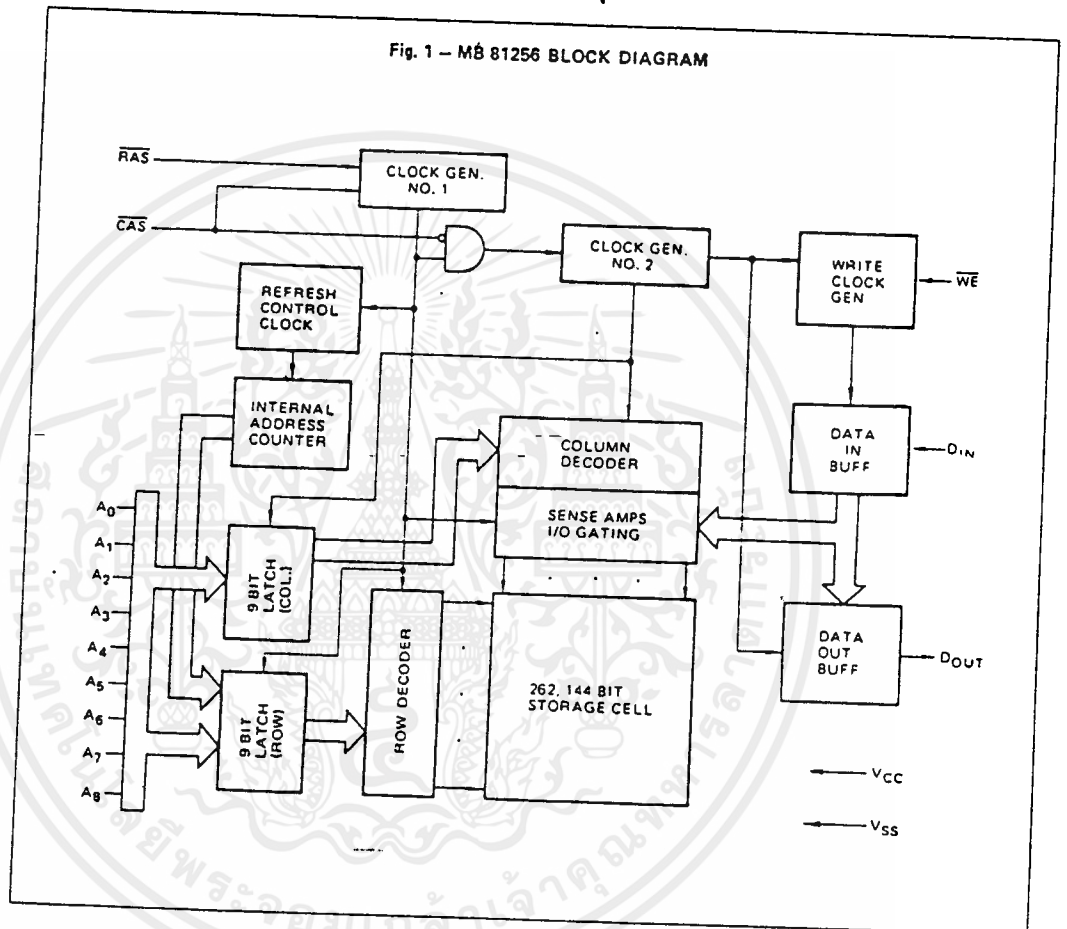 Fig. 1 – MB 81256 BLOCK DIAGRAM
RAS
CLOCK GEN.
NO. 1
CAS
CLOCK GEN.
NO. 2
WRITE
CLOCK
GEN
WE
REFRESH
CONTROL
CLOCK
INTERNAL
ADDRESS
COUNTER
COLUMN
DECODER
DATA
IN
BUFF
DIN
SENSE AMPS
I/O GATING
A0
A1
A2
A3
A4
A5
A6
A7
A8
9 BIT
LATCH
(COL.)
9 BIT
LATCH
(ROW)
ROW DECODER
262, 144 BIT
STORAGE CELL
DATA
OUT
BUFF
DOUT
VCC
VSS